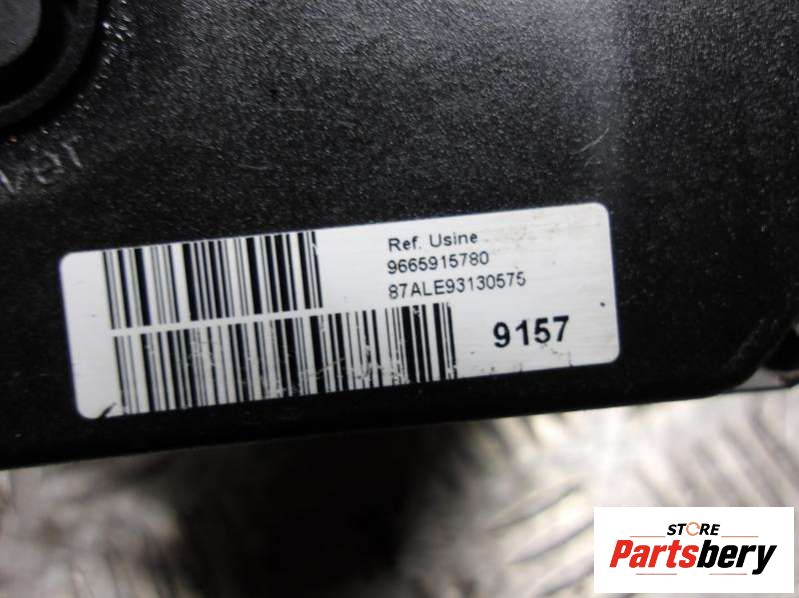 Ref. Usine
9665915780
87ALE93130575
9157
STORE
Partsbery